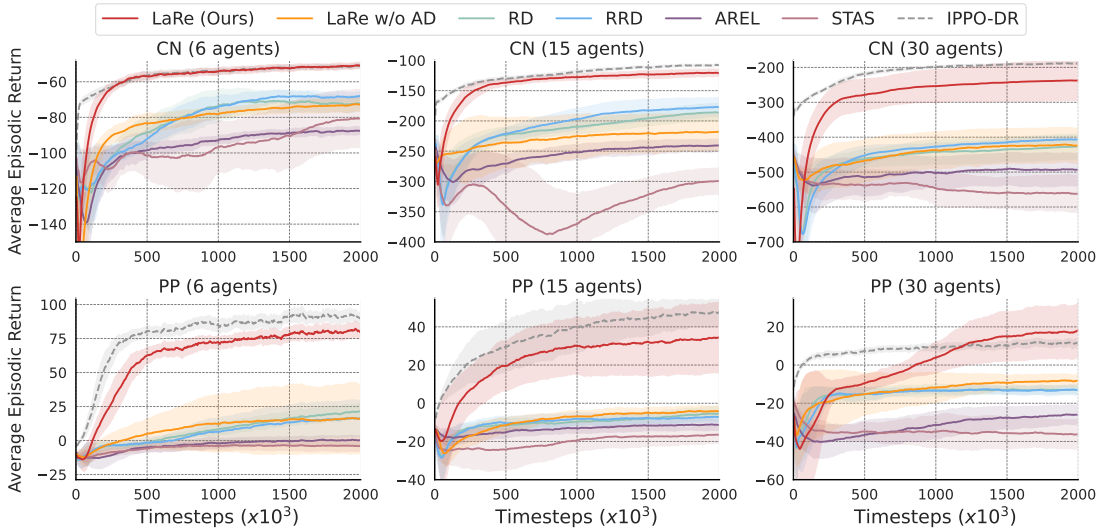 LaRe (Ours) LaRe w/o AD RD RRD AREL STAS IPPO-DR
CN (6 agents) CN (15 agents) CN (30 agents)
Average Episodic Return
−60
−80
−100
−120
−140
0 500 1000 1500 2000
−100
−150
−200
−250
−300
−350
−400
0 500 1000 1500 2000
−200
−300
−400
−500
−600
−700
0 500 1000 1500 2000
PP (6 agents) PP (15 agents) PP (30 agents)
Average Episodic Return
100
75
50
25
0
−25
0 500 1000 1500 2000
Timesteps (x10³)
40
20
0
−20
−40
0 500 1000 1500 2000
Timesteps (x10³)
20
0
−20
−40
−60
0 500 1000 1500 2000
Timesteps (x10³)